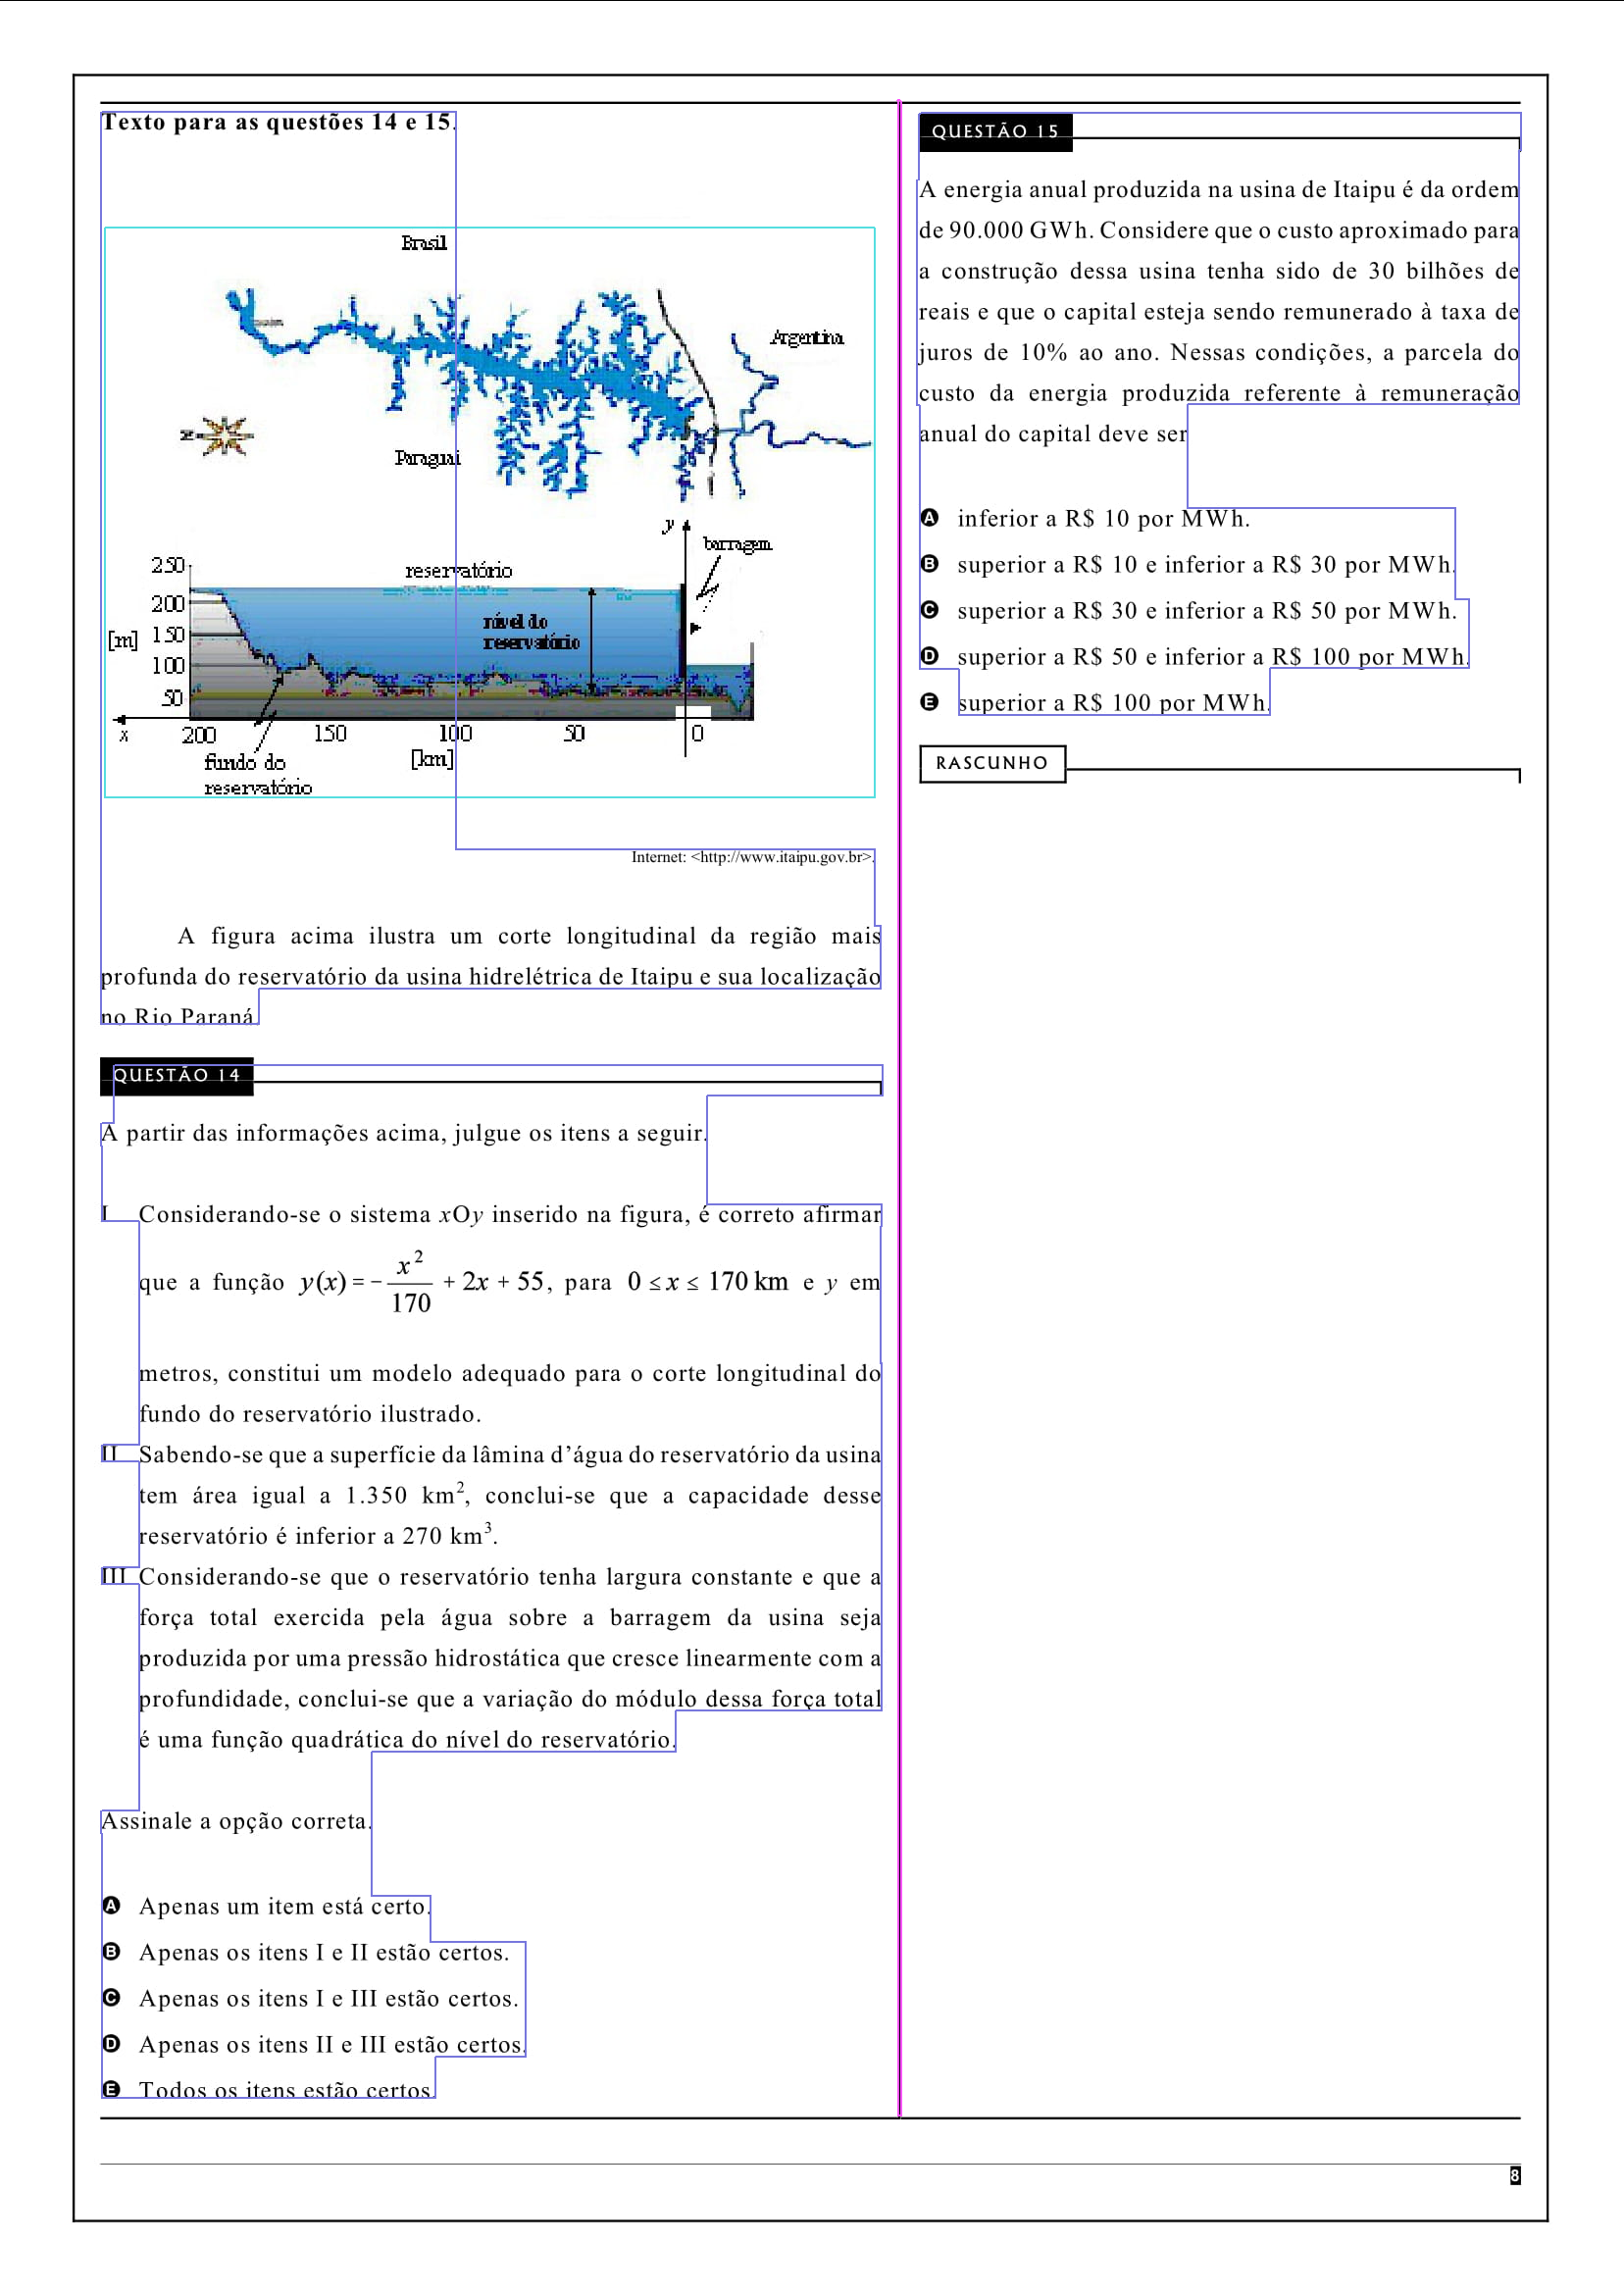 Texto para as questões 14 e 15.
Brasil
Argentina
Paraguai
y
barragem
reservatório
250
200
nível do
reservatório
[m]
150
100
50
x
200
150
100
50
0
[km]
fundo do
reservatório
Internet: <http://www.itaipu.gov.br>.
A figura acima ilustra um corte longitudinal da região mais
profunda do reservatório da usina hidrelétrica de Itaipu e sua localização
no Rio Paraná.
QUESTÃO 14
A partir das informações acima, julgue os itens a seguir.
I Considerando-se o sistema xOy inserido na figura, é correto afirmar
que a função y(x) = − x²/170 + 2x + 55, para 0 ≤ x ≤ 170 km e y em
metros, constitui um modelo adequado para o corte longitudinal do
fundo do reservatório ilustrado.
II Sabendo-se que a superfície da lâmina d’água do reservatório da usina
tem área igual a 1.350 km², conclui-se que a capacidade desse
reservatório é inferior a 270 km³.
III Considerando-se que o reservatório tenha largura constante e que a
força total exercida pela água sobre a barragem da usina seja
produzida por uma pressão hidrostática que cresce linearmente com a
profundidade, conclui-se que a variação do módulo dessa força total
é uma função quadrática do nível do reservatório.
Assinale a opção correta.
A Apenas um item está certo.
B Apenas os itens I e II estão certos.
C Apenas os itens I e III estão certos.
D Apenas os itens II e III estão certos.
E Todos os itens estão certos.
QUESTÃO 15
A energia anual produzida na usina de Itaipu é da ordem
de 90.000 GWh. Considere que o custo aproximado para
a construção dessa usina tenha sido de 30 bilhões de
reais e que o capital esteja sendo remunerado à taxa de
juros de 10% ao ano. Nessas condições, a parcela do
custo da energia produzida referente à remuneração
anual do capital deve ser
A inferior a R$ 10 por MWh.
B superior a R$ 10 e inferior a R$ 30 por MWh.
C superior a R$ 30 e inferior a R$ 50 por MWh.
D superior a R$ 50 e inferior a R$ 100 por MWh.
E superior a R$ 100 por MWh.
RASCUNHO
8